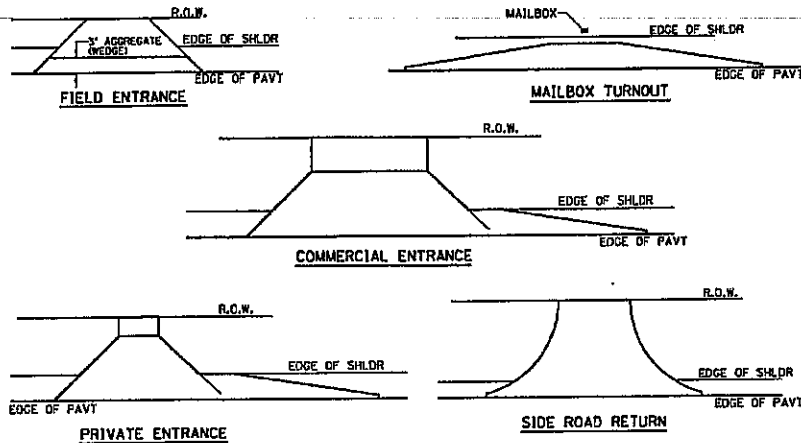 R.O.W.
3' AGGREGATE
(WEDGE)
EDGE OF SHLDR
EDGE OF PAVT
FIELD ENTRANCE
MAILBOX
EDGE OF SHLDR
EDGE OF PAVT
MAILBOX TURNOUT
R.O.W.
EDGE OF SHLDR
EDGE OF PAVT
COMMERCIAL ENTRANCE
R.O.W.
EDGE OF SHLDR
EDGE OF PAVT
PRIVATE ENTRANCE
R.O.W.
EDGE OF SHLDR
EDGE OF PAVT
SIDE ROAD RETURN